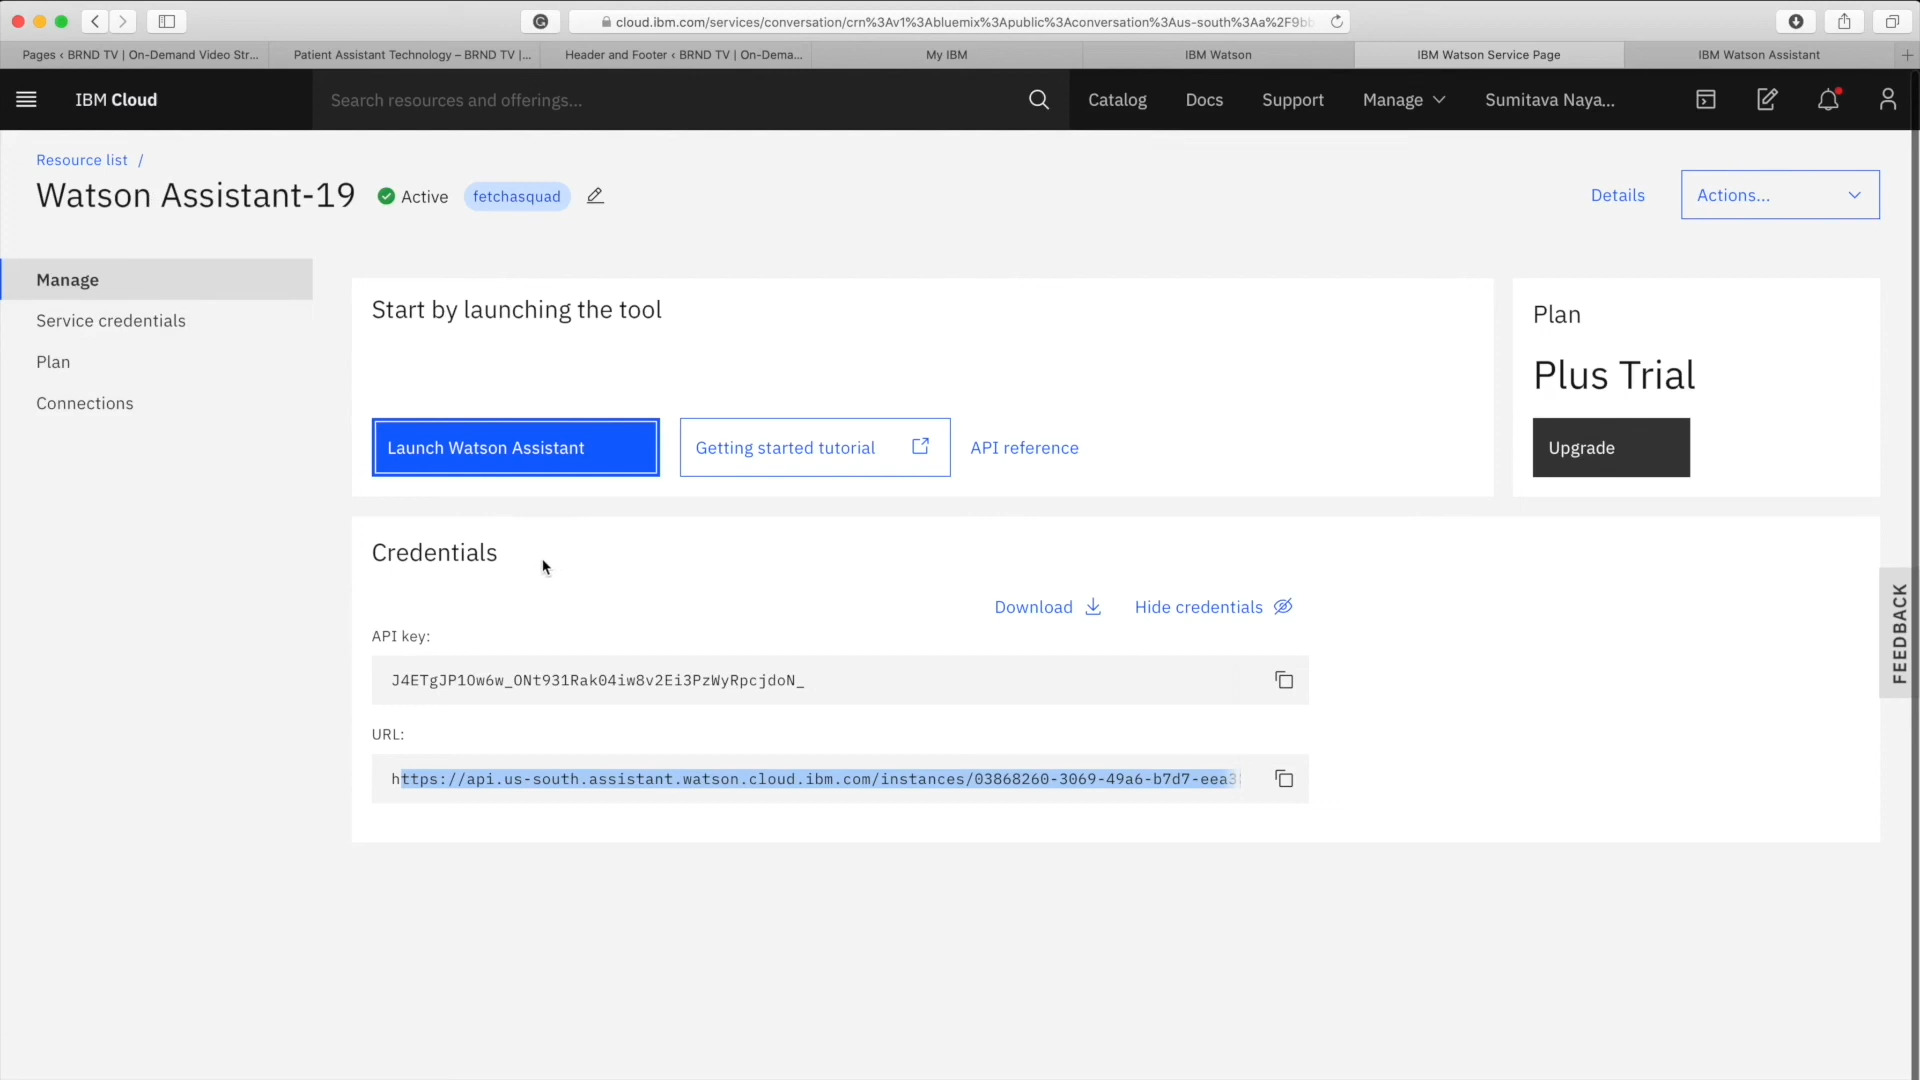 cloud.ibm.com/services/conversation/crn%3Av1%3Abluemix%3Apublic%3Aconversation%3Aus-south%3Aa%2F9b
Pages ‹ BRND TV | On-Demand Video Str...
Patient Assistant Technology – BRND TV |...
Header and Footer ‹ BRND TV | On-Dema...
My IBM
IBM Watson
IBM Watson Service Page
IBM Watson Assistant
IBM Cloud
Search resources and offerings...
Catalog
Docs
Support
Manage
Sumitava Naya...
Resource list /
Watson Assistant-19
Active
fetchasquad
Details
Actions...
Manage
Service credentials
Plan
Connections
Start by launching the tool
Launch Watson Assistant
Getting started tutorial
API reference
Plan
Plus Trial
Upgrade
Credentials
Download
Hide credentials
API key:
J4ETgJP1Ow6w_ONt931Rak04iw8v2Ei3PzWyRpcjdoN_
URL:
https://api.us-south.assistant.watson.cloud.ibm.com/instances/03868260-3069-49a6-b7d7-eea3
FEEDBACK